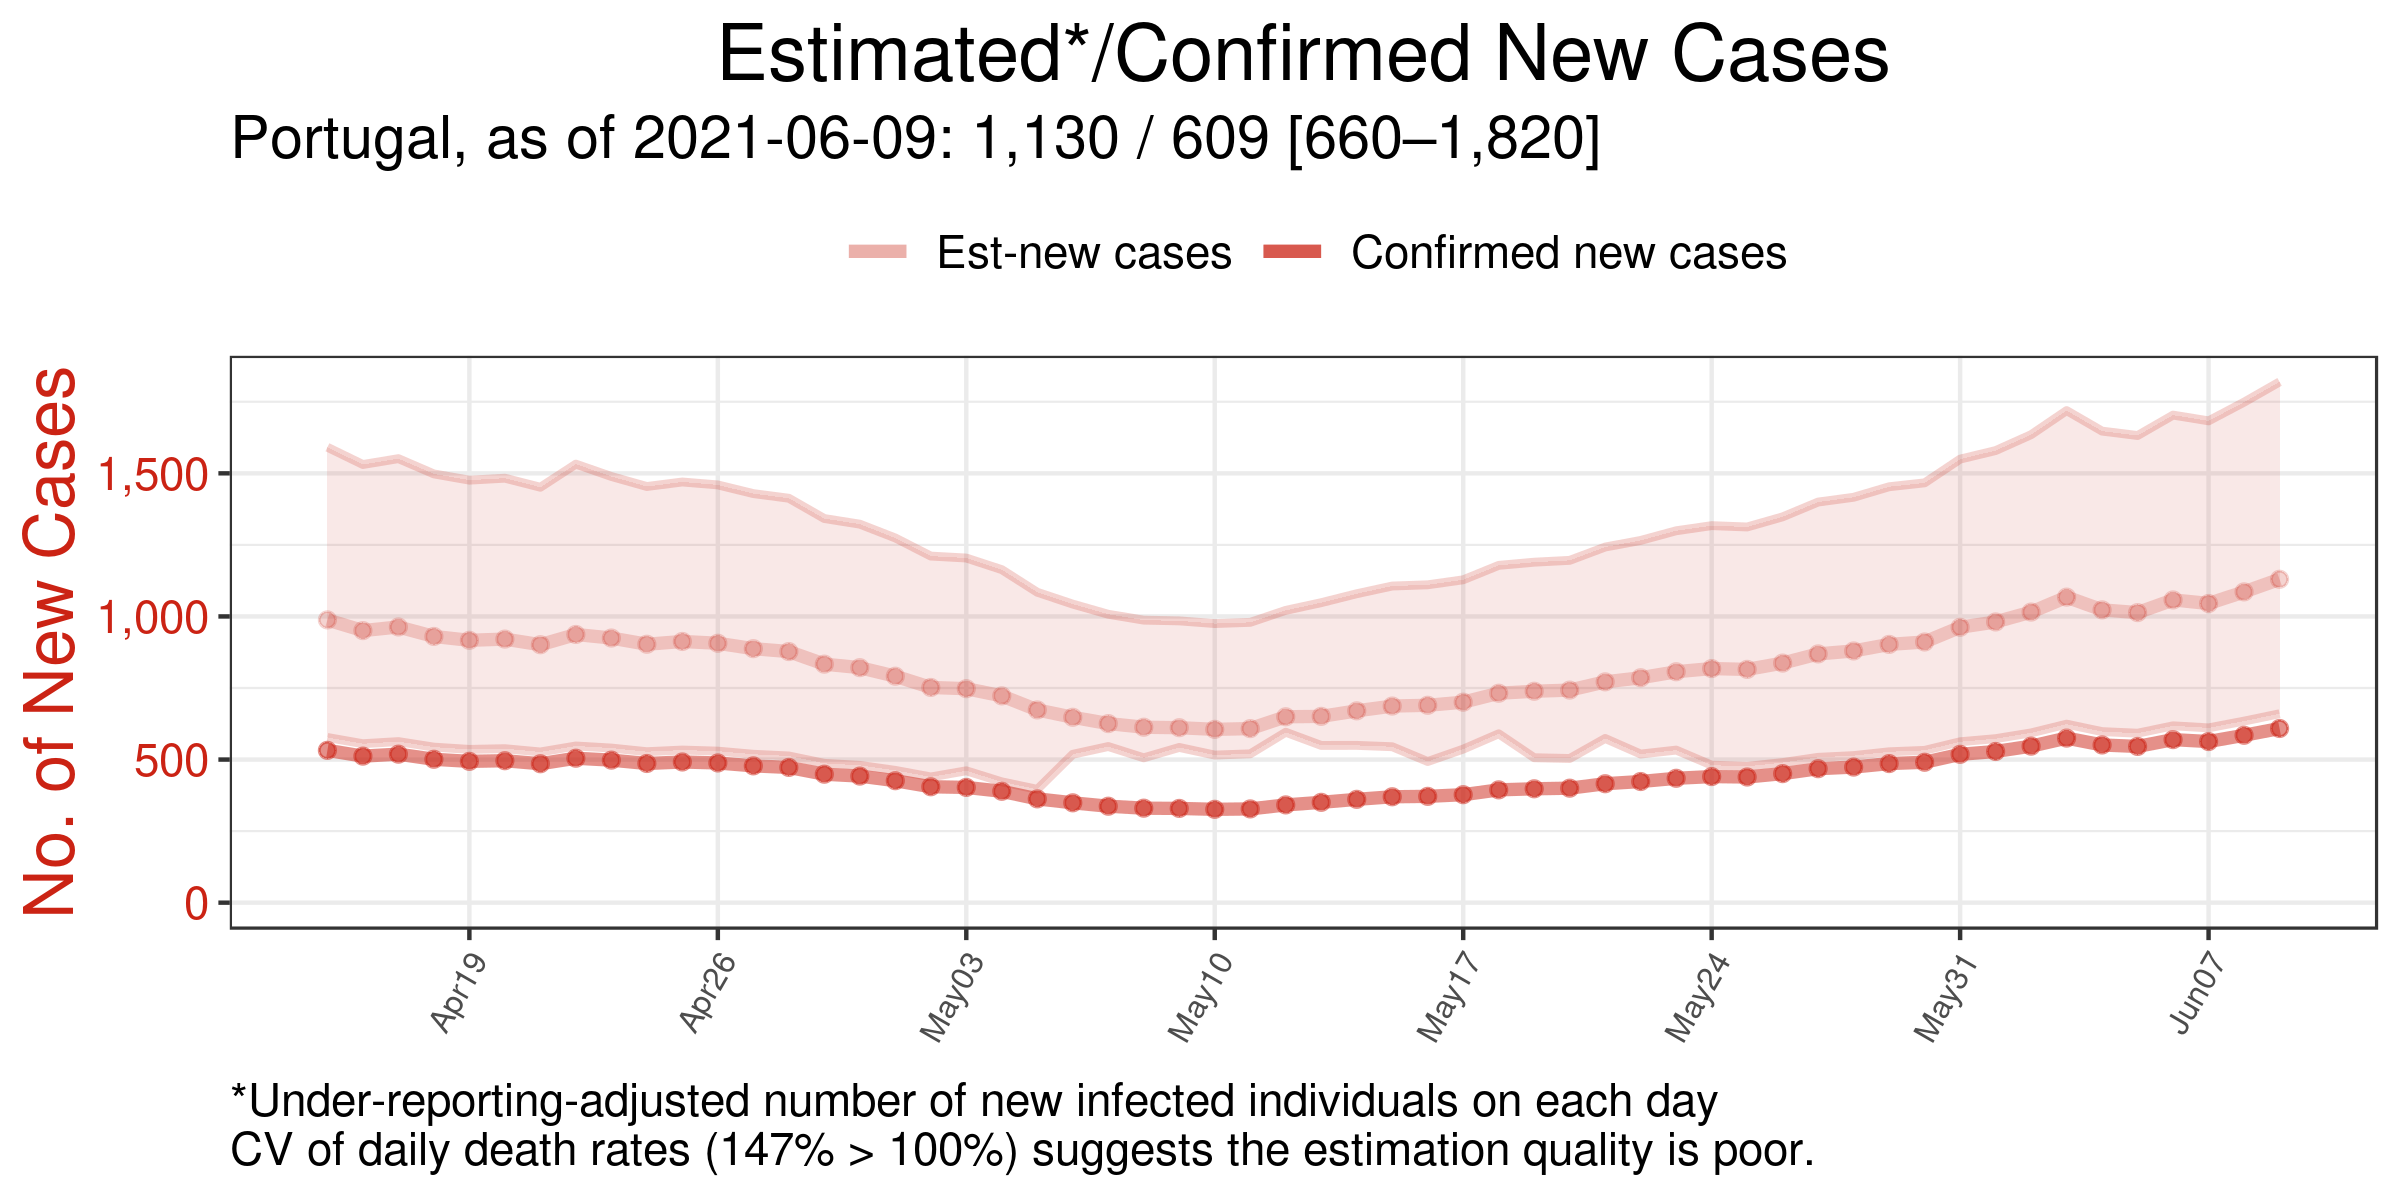 Estimated*/Confirmed New Cases
Portugal, as of 2021-06-09: 1,130 / 609 [660–1,820]
Est-new cases
Confirmed new cases
No. of New Cases
1,500
1,000
500
0
Apr19
Apr26
May03
May10
May17
May24
May31
Jun07
*Under-reporting-adjusted number of new infected individuals on each day
CV of daily death rates (147% > 100%) suggests the estimation quality is poor.